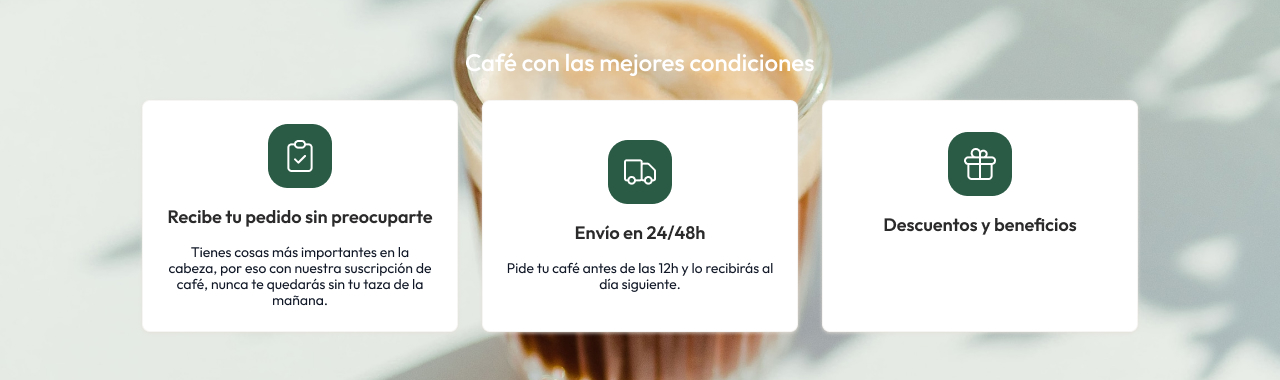 Café con las mejores condiciones
Recibe tu pedido sin preocuparte
Tienes cosas más importantes en la
cabeza, por eso con nuestra suscripción de
café, nunca te quedarás sin tu taza de la
mañana.
Envío en 24/48h
Pide tu café antes de las 12h y lo recibirás al
día siguiente.
Descuentos y beneficios